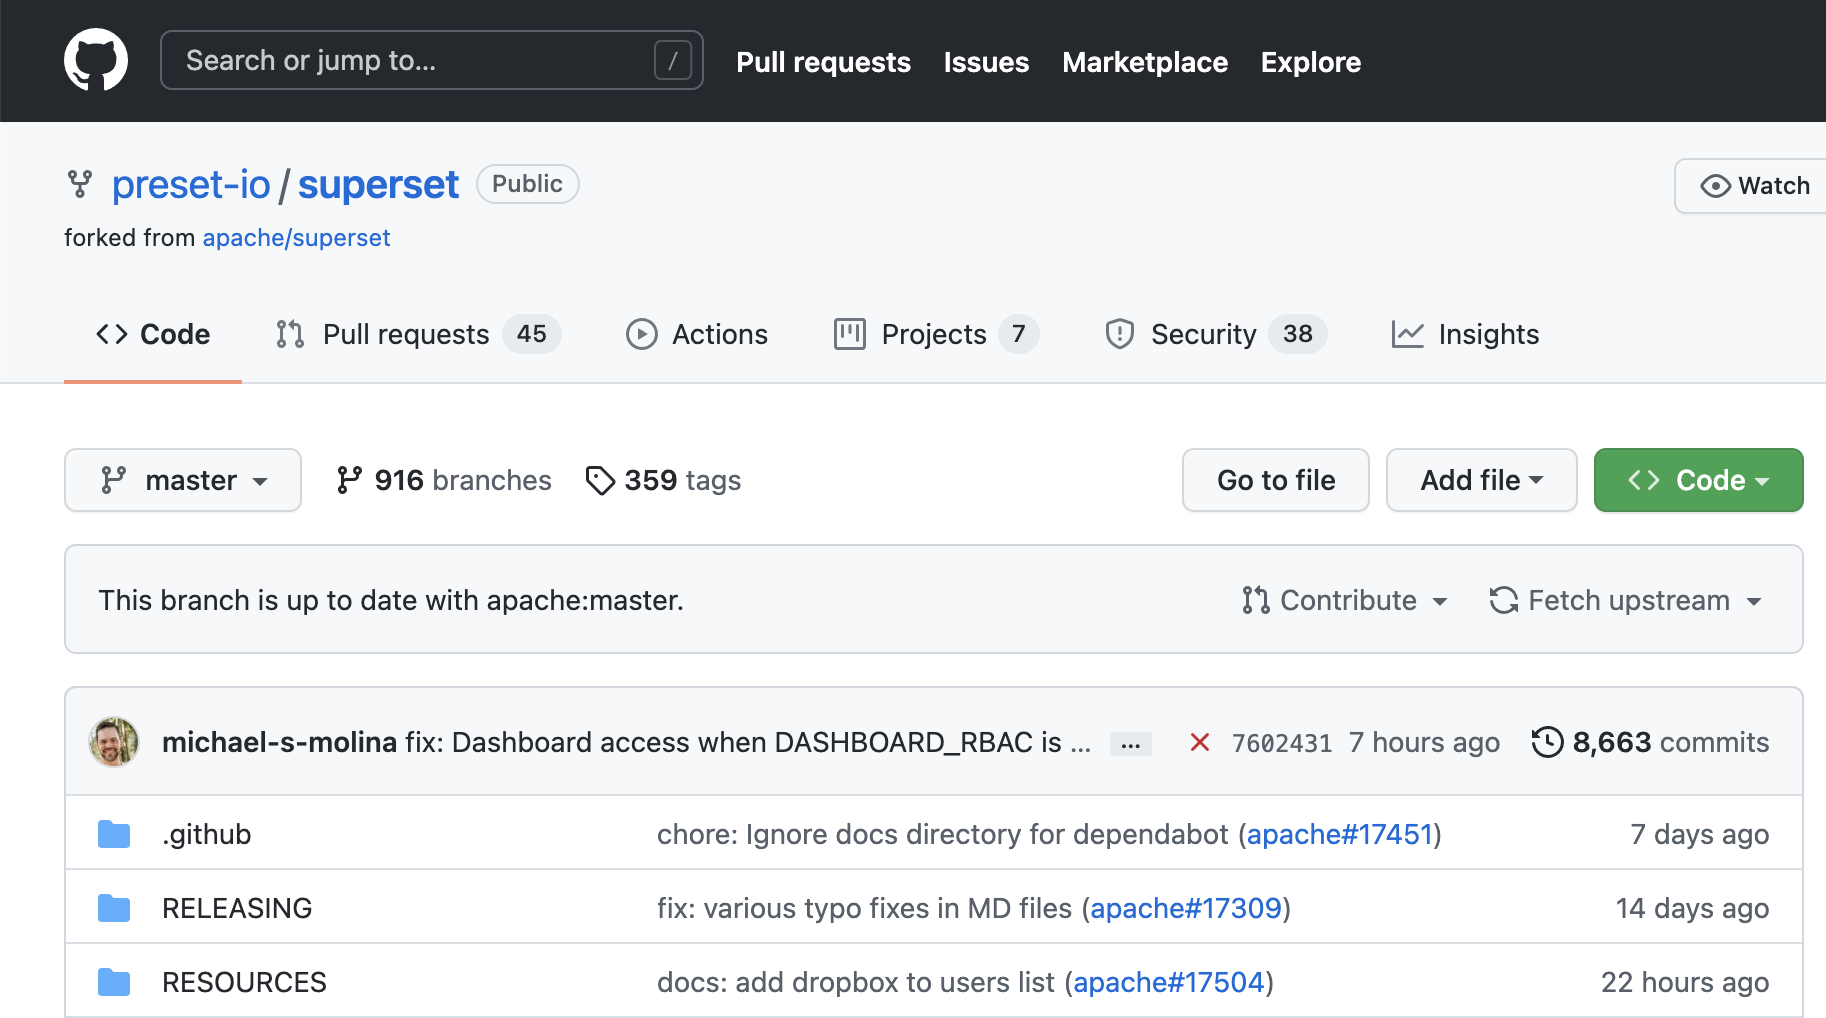 Search or jump to... /
Pull requests Issues Marketplace Explore
preset-io / superset Public
Watch
forked from apache/superset
Code Pull requests 45 Actions Projects 7 Security 38 Insights
master 916 branches 359 tags Go to file Add file Code
This branch is up to date with apache:master. Contribute Fetch upstream
michael-s-molina fix: Dashboard access when DASHBOARD_RBAC is ... ... 7602431 7 hours ago 8,663 commits
.github chore: Ignore docs directory for dependabot (apache#17451) 7 days ago
RELEASING fix: various typo fixes in MD files (apache#17309) 14 days ago
RESOURCES docs: add dropbox to users list (apache#17504) 22 hours ago